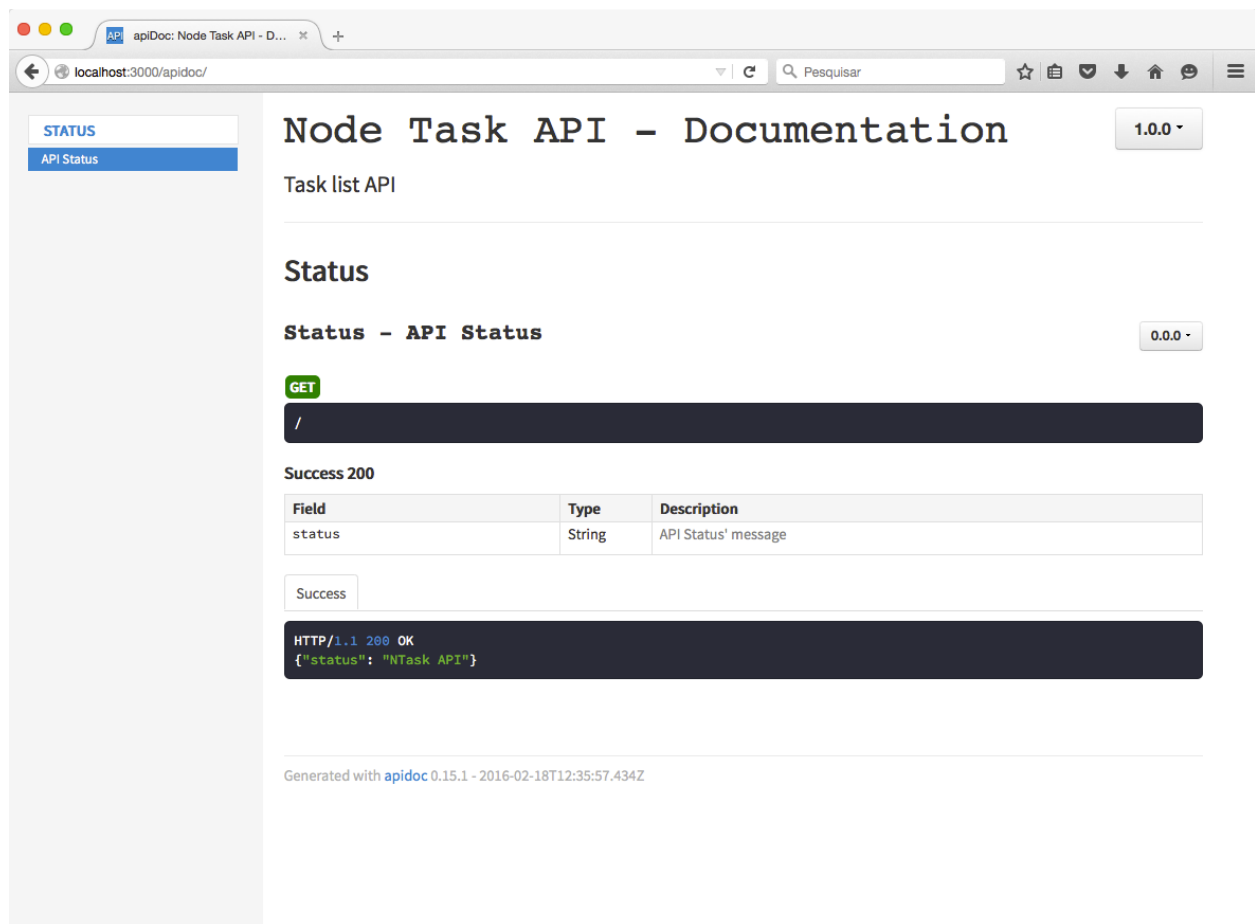 API apiDoc: Node Task API - D...
localhost:3000/apidoc/ Pesquisar
STATUS
API Status
Node Task API - Documentation 1.0.0
Task list API
Status
Status - API Status 0.0.0
GET
/
Success 200
Field Type Description
status String API Status' message
Success
HTTP/1.1 200 OK
{"status": "NTask API"}
Generated with apidoc 0.15.1 - 2016-02-18T12:35:57.434Z